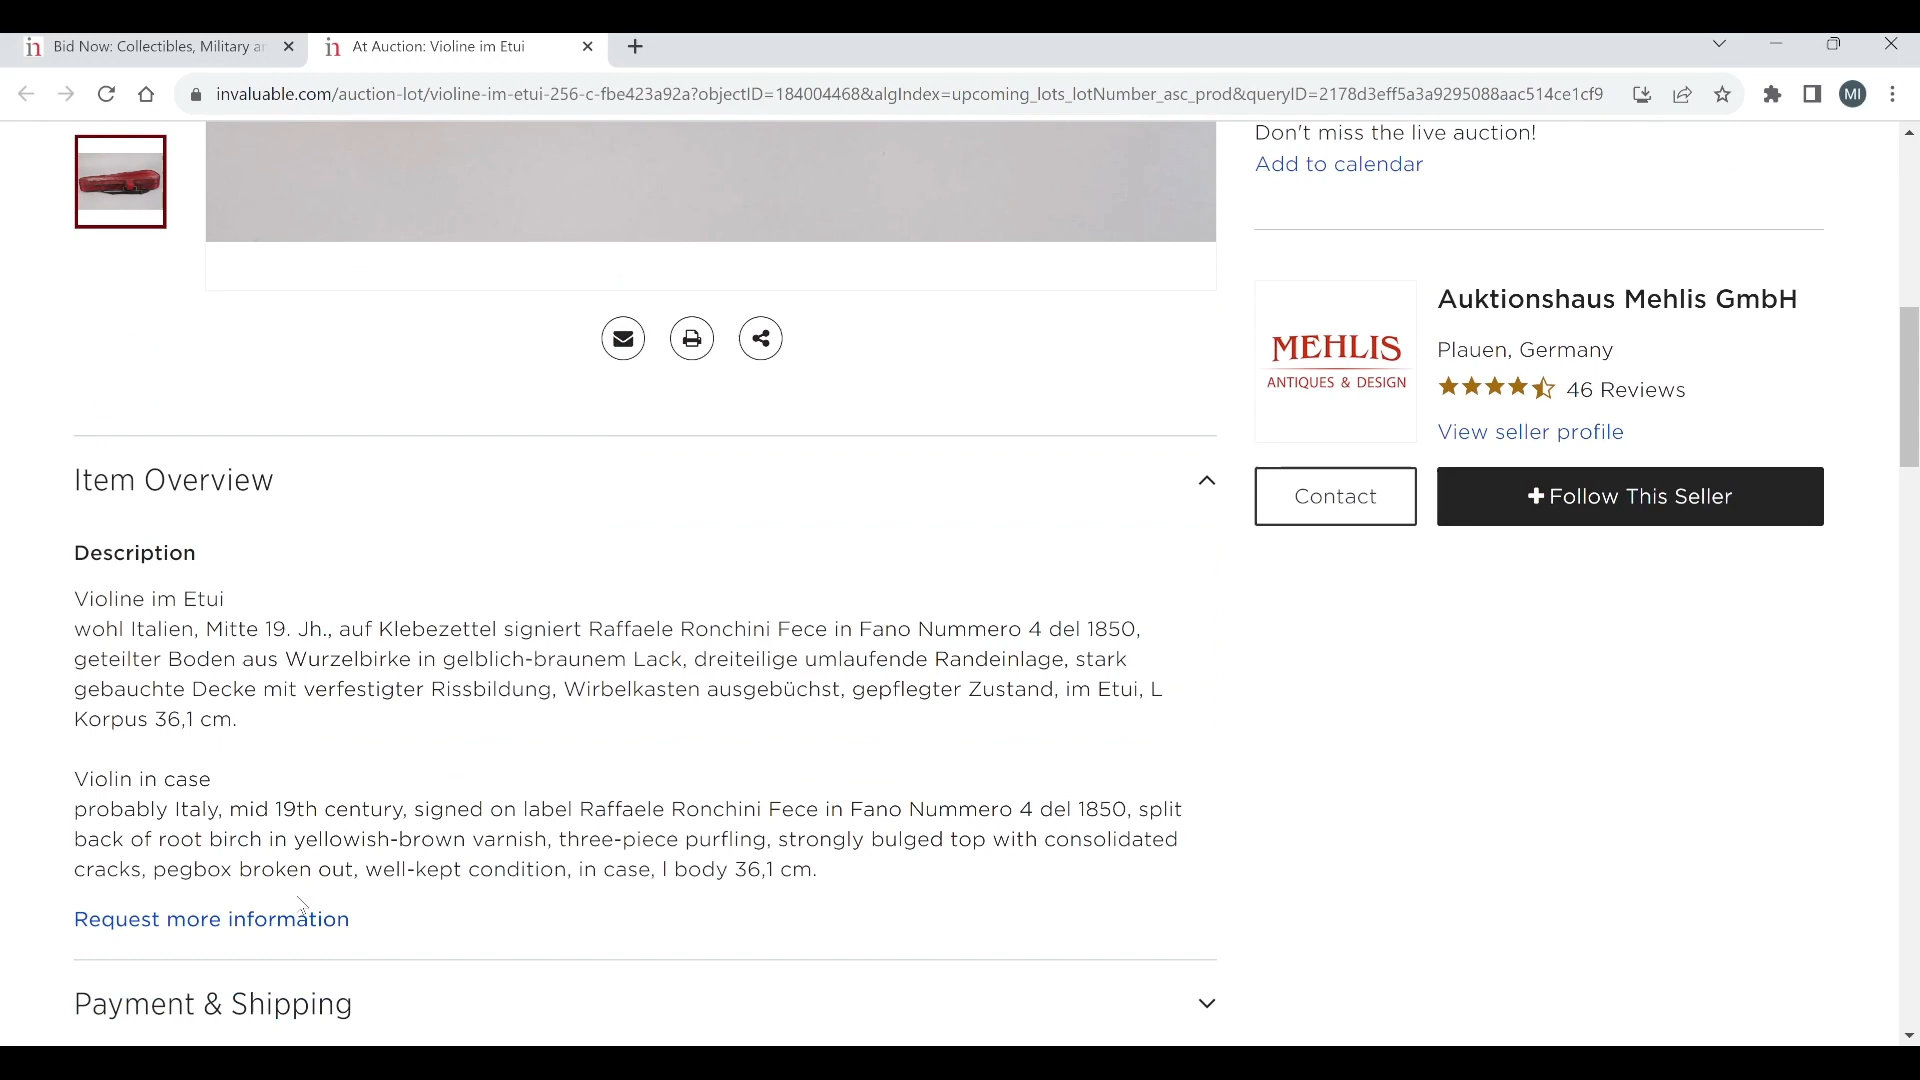 Bid Now: Collectibles, Military ar
At Auction: Violine im Etui
invaluable.com/auction-lot/violine-im-etui-256-c-fbe423a92a?objectID=184004468&algIndex=upcoming_lots_lotNumber_asc_prod&queryID=2178d3eff5a3a9295088aac514ce1cf9
MI
Don't miss the live auction!
Add to calendar
MEHLIS
ANTIQUES & DESIGN
Auktionshaus Mehlis GmbH
Plauen, Germany
46 Reviews
View seller profile
Contact
Follow This Seller
Item Overview
Description
Violine im Etui
wohl Italien, Mitte 19. Jh., auf Klebezettel signiert Raffaele Ronchini Fece in Fano Nummero 4 del 1850,
geteilter Boden aus Wurzelbirke in gelblich-braunem Lack, dreiteilige umlaufende Randeinlage, stark
gebauchte Decke mit verfestigter Rissbildung, Wirbelkasten ausgebüchst, gepflegter Zustand, im Etui, L
Korpus 36,1 cm.
Violin in case
probably Italy, mid 19th century, signed on label Raffaele Ronchini Fece in Fano Nummero 4 del 1850, split
back of root birch in yellowish-brown varnish, three-piece purfling, strongly bulged top with consolidated
cracks, pegbox broken out, well-kept condition, in case, l body 36,1 cm.
Request more information
Payment & Shipping